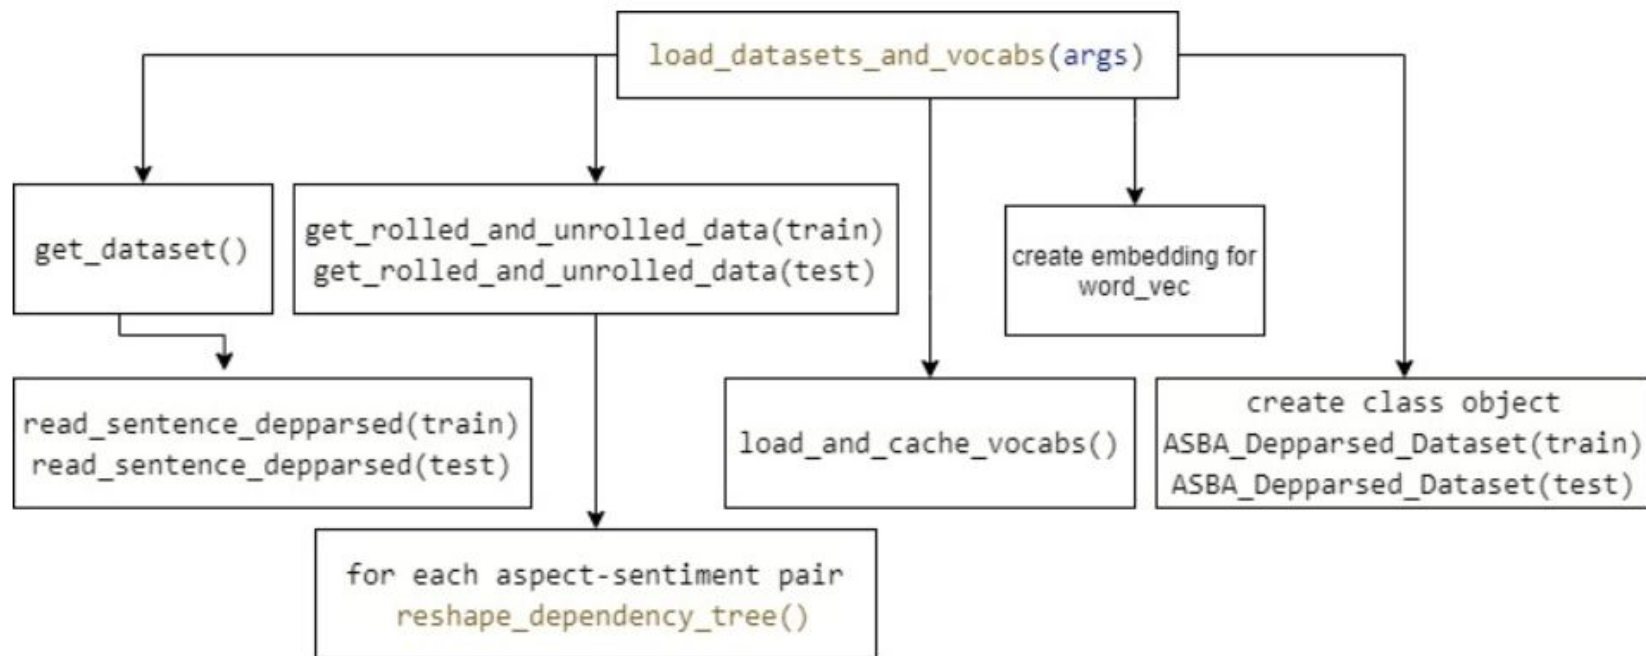 load_datasets_and_vocabs(args)
get_dataset()
get_rolled_and_unrolled_data(train)
get_rolled_and_unrolled_data(test)
create embedding for
word_vec
read_sentence_depparsed(train)
read_sentence_depparsed(test)
load_and_cache_vocabs()
create class object
ASBA_Depparsed_Dataset(train)
ASBA_Depparsed_Dataset(test)
for each aspect-sentiment pair
reshape_dependency_tree()